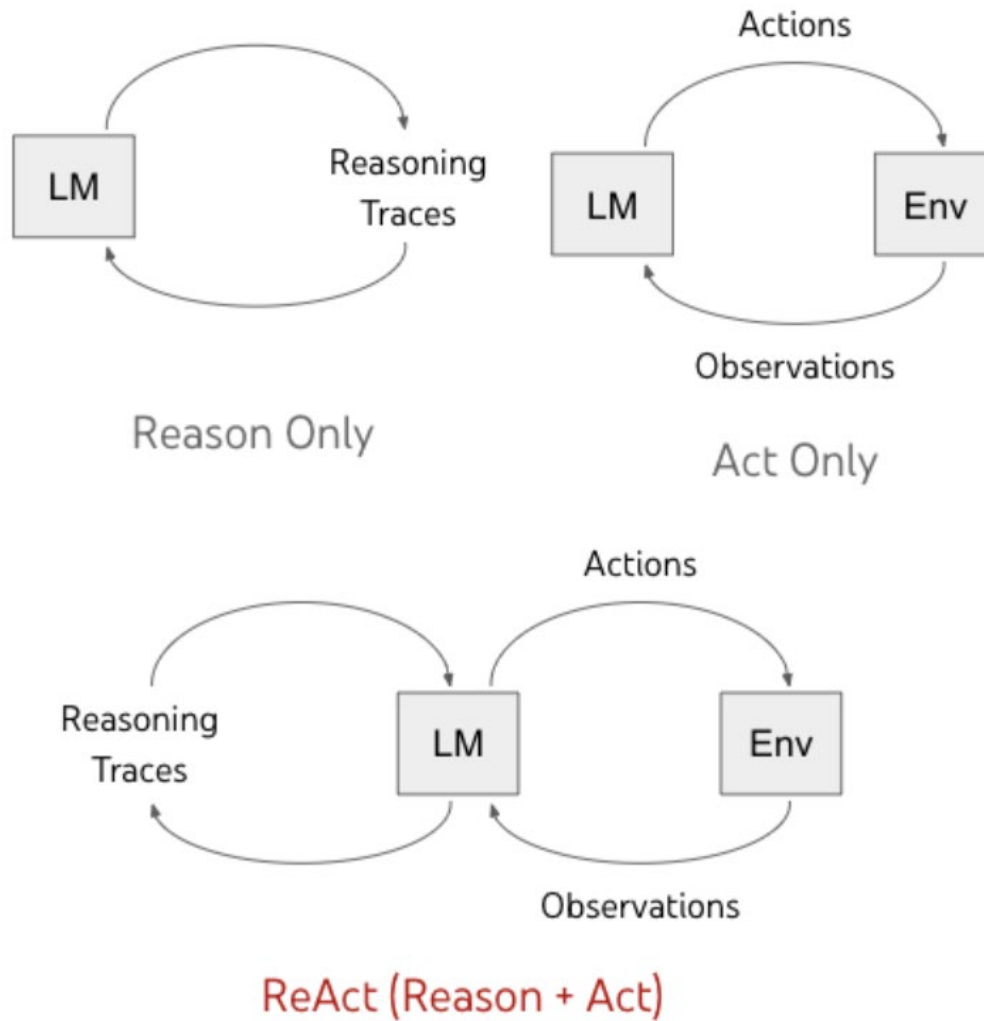 Actions
LM
Reasoning
Traces
LM
Env
Observations
Reason Only
Act Only
Actions
Reasoning
Traces
LM
Env
Observations
ReAct (Reason + Act)